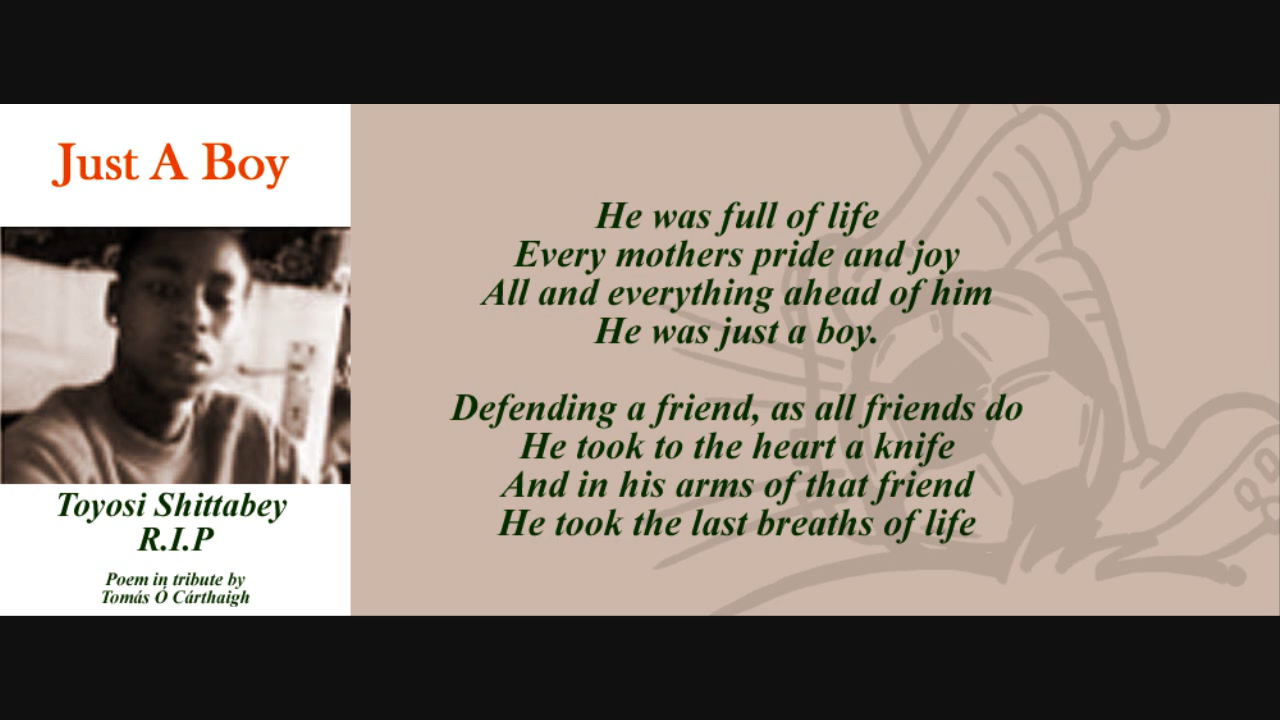 Just A Boy
Toyosi Shittabey
R.I.P
Poem in tribute by
Tomás Ó Cárthaigh
He was full of life
Every mothers pride and joy
All and everything ahead of him
He was just a boy.
Defending a friend, as all friends do
He took to the heart a knife
And in his arms of that friend
He took the last breaths of life